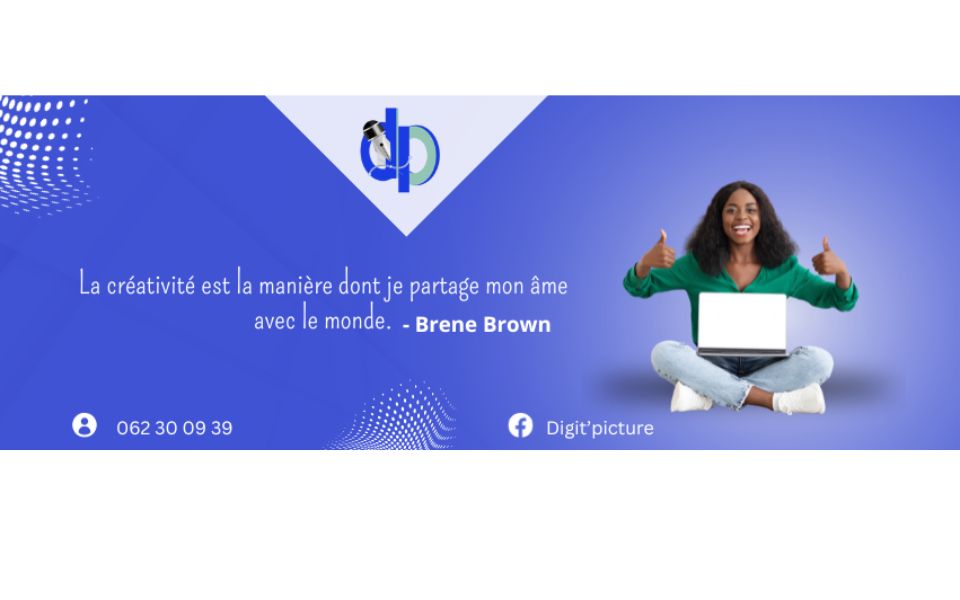 dp
La créativité est la manière dont je partage mon âme
avec le monde. - Brene Brown
062 30 09 39
Digit'picture